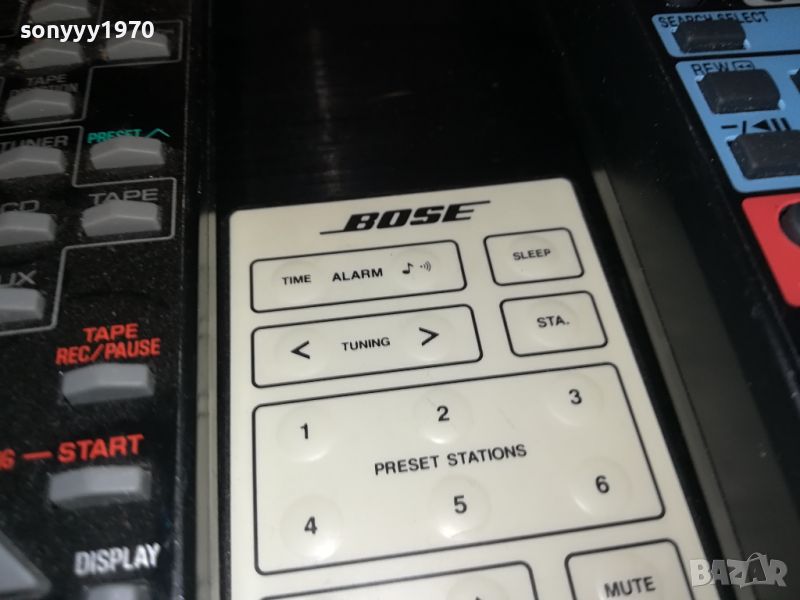 sonyyy1970
TAPE
TUNER
PRESET
CD
TAPE
TAPE
REC/PAUSE
START
DISPLAY
BOSE
TIME ALARM
SLEEP
< TUNING >
STA.
1 2 3
PRESET STATIONS
4 5 6
MUTE
SEARCH SELECT
REW
BAZAR